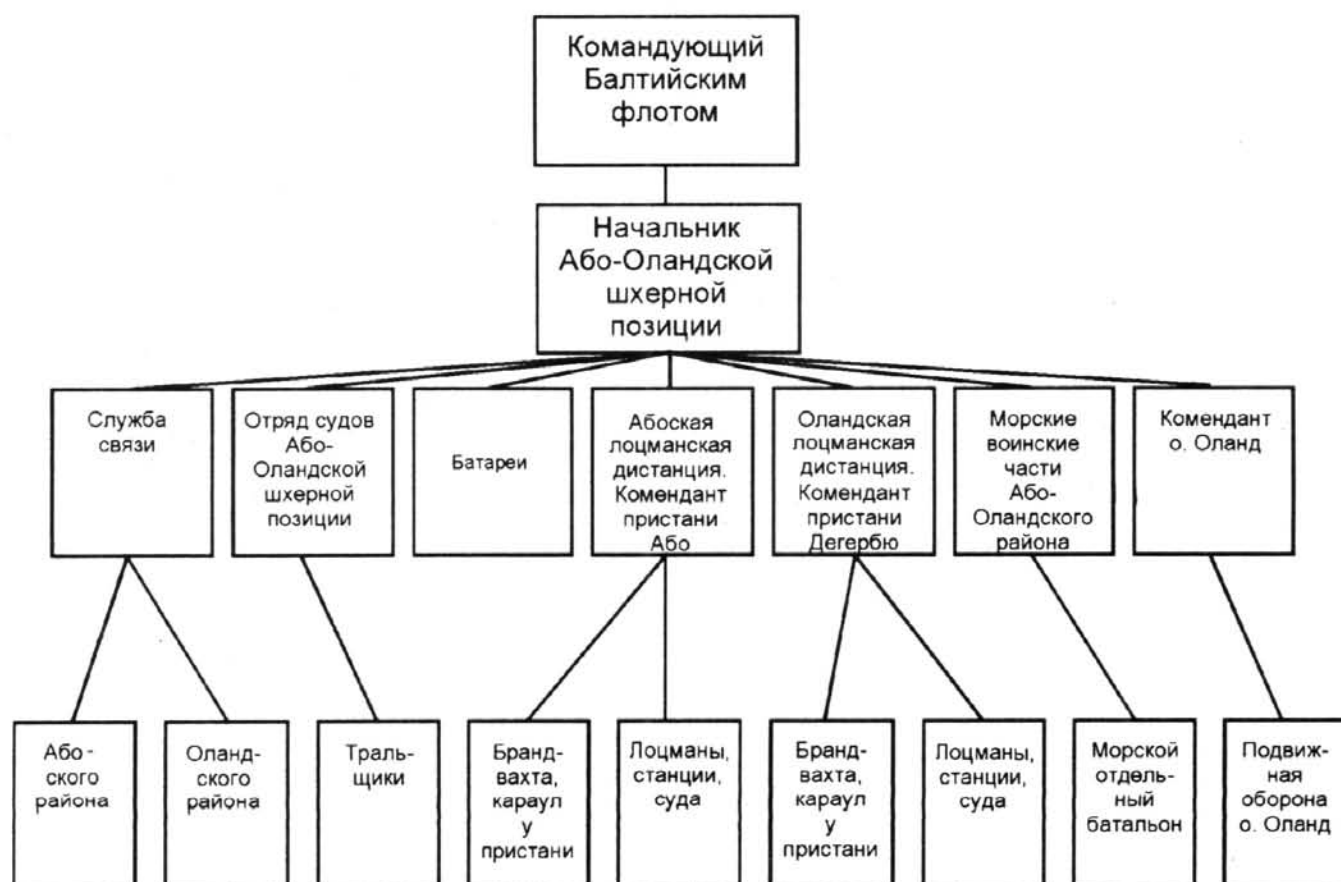 Командующий
Балтийским
флотом
Начальник
Або-Оландской
шхерной
позиции
Служба
связи
Отряд судов
Або-
Оландской
шхерной
позиции
Батареи
Абоская
лоцманская
дистанция.
Комендант
пристани
Або
Оландская
лоцманская
дистанция.
Комендант
пристани
Дегербю
Морские
воинские
части
Або-
Оландского
района
Комендант
о. Оланд
Або-
ского
района
Оланд-
ского
района
Траль-
щики
Бранд-
вахта,
караул
у
пристани
Лоцманы,
станции,
суда
Бранд-
вахта,
караул
у
пристани
Лоцманы,
станции,
суда
Морской
отдель-
ный
батальон
Подвиж-
ная
оборона
о. Оланд